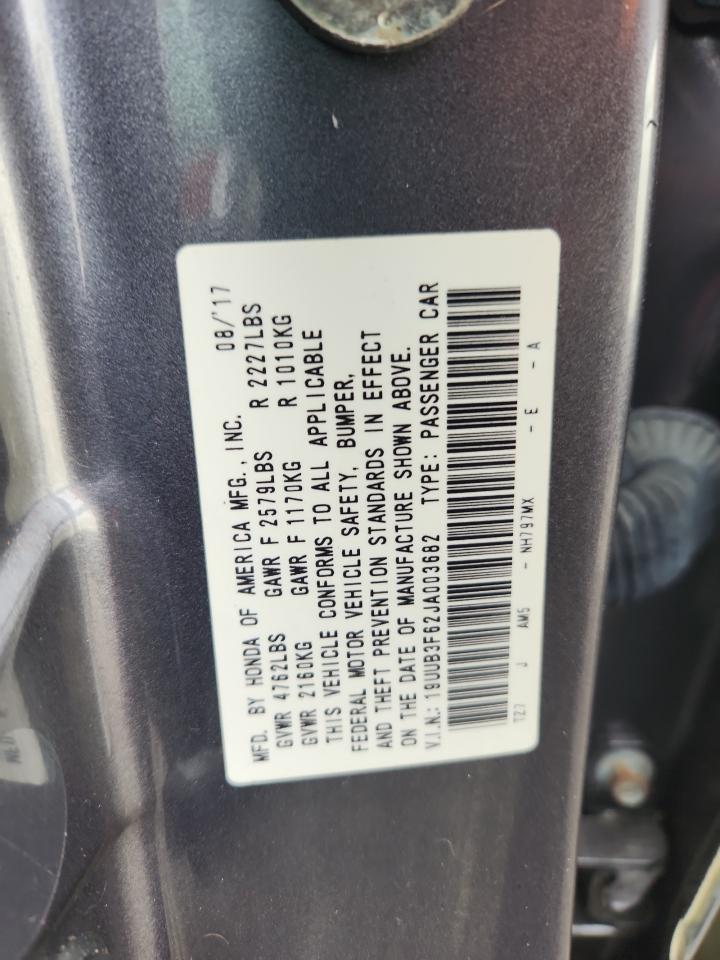 MFD. BY HONDA OF AMERICA MFG., INC. 08/'17
GVWR 4762LBS GAWR F 2579LBS R 2227LBS
GVWR 2160KG GAWR F 1170KG R 1010KG
THIS VEHICLE CONFORMS TO ALL APPLICABLE
FEDERAL MOTOR VEHICLE SAFETY, BUMPER,
AND THEFT PREVENTION STANDARDS IN EFFECT
ON THE DATE OF MANUFACTURE SHOWN ABOVE.
V.I.N.: 19UUB3F62JA003682 TYPE: PASSENGER CAR
TZ7 J AM5 - NH797MX - E - A